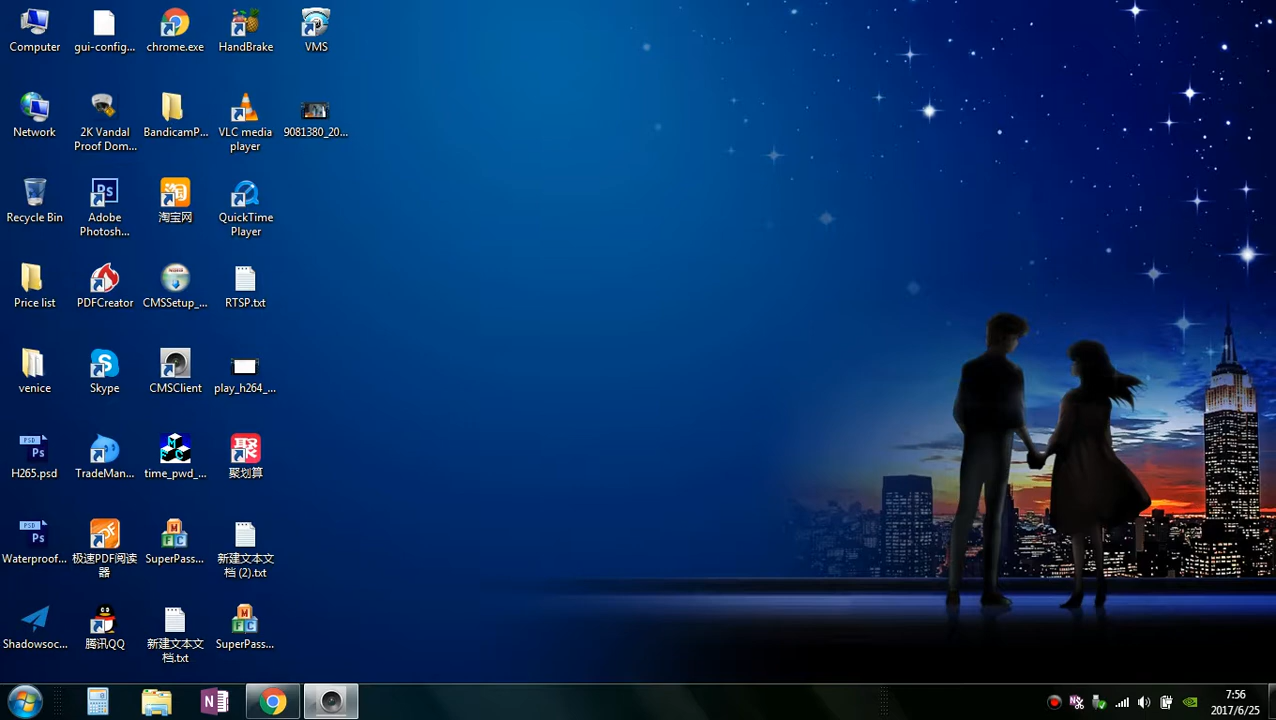 Computer
gui-config...
chrome.exe
HandBrake
VMS
Network
2K Vandal
Proof Dom...
BandicamP...
VLC media
player
9081380_20...
Recycle Bin
Adobe
Photosh...
淘宝网
QuickTime
Player
Price list
PDFCreator
CMSSetup_...
RTSP.txt
venice
Skype
CMSClient
play_h264_...
H265.psd
TradeMan...
time_pwd_...
聚划算
极速PDF阅读
器
SuperPass...
新建文本文
档 (2).txt
Shadowsoc...
腾讯QQ
新建文本文
档.txt
SuperPass...
7:56
2017/6/25